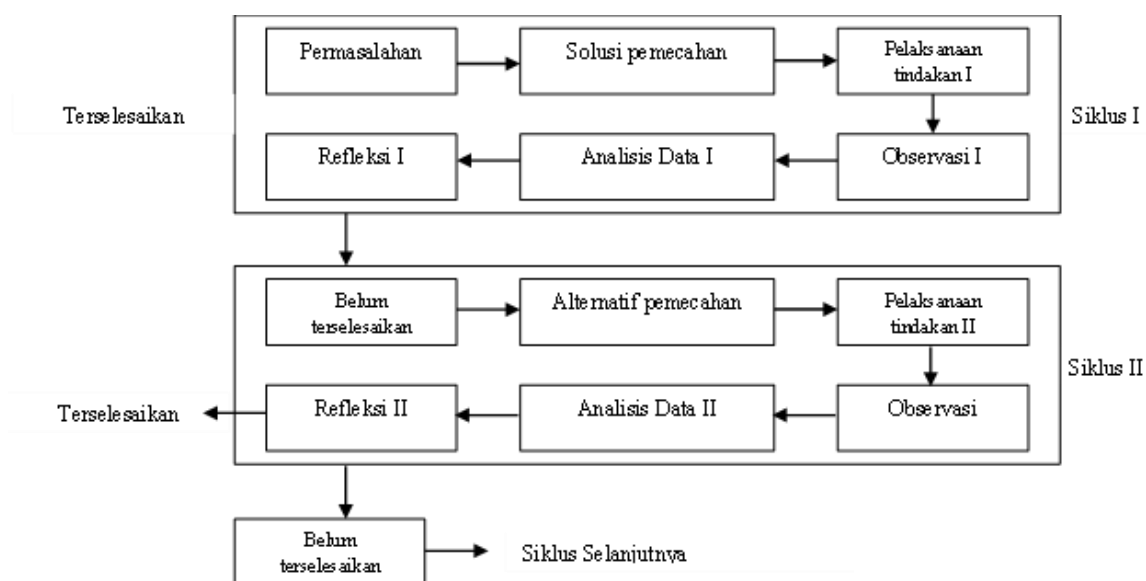 Permasalahan
Solusi pemecahan
Pelaksanaan
tindakan I
Terselesaikan
Siklus I
Refleksi I
Analisis Data I
Observasi I
Belum
terselesaikan
Alternatif pemecahan
Pelaksanaan
tindakan II
Siklus II
Terselesaikan
Refleksi II
Analisis Data II
Observasi
Belum
terselesaikan
Siklus Selanjutnya